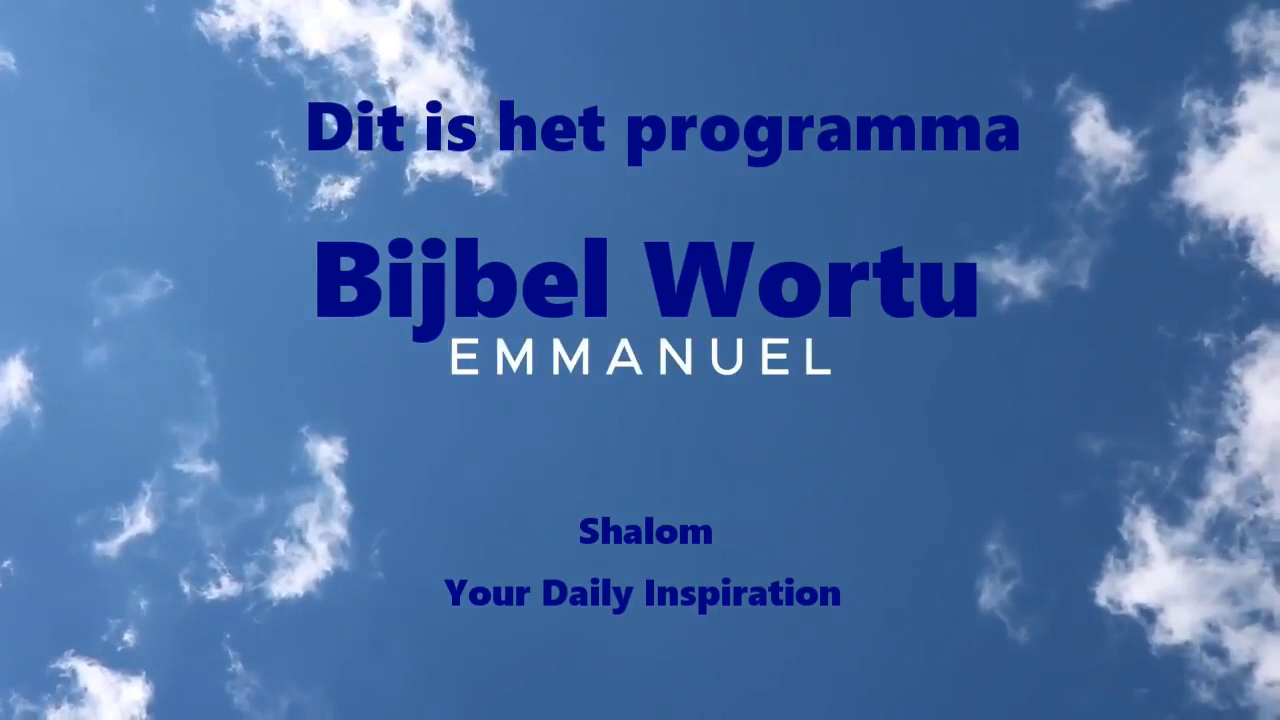 Dit is het programma
Bijbel Wortu
EMMANUEL
Shalom
Your Daily Inspiration